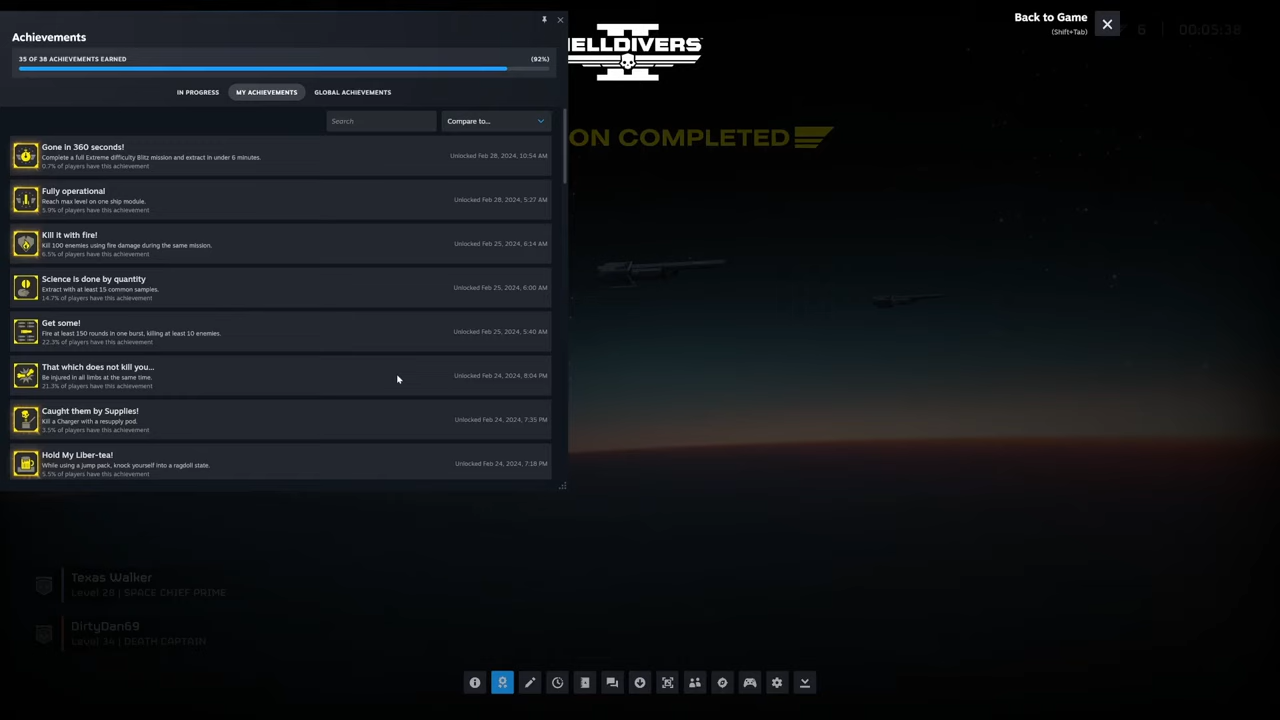 Back to Game
(Shift+Tab)
6
00:05:38
HELLDIVERS
II
ON COMPLETED
Achievements
35 OF 38 ACHIEVEMENTS EARNED
(92%)
IN PROGRESS
MY ACHIEVEMENTS
GLOBAL ACHIEVEMENTS
Search
Compare to...
Gone in 360 seconds!
Complete a full Extreme difficulty Blitz mission and extract in under 6 minutes.
0.7% of players have this achievement
Unlocked Feb 28, 2024, 10:54 AM
Fully operational
Reach max level on one ship module.
5.9% of players have this achievement
Unlocked Feb 28, 2024, 5:27 AM
Kill it with fire!
Kill 100 enemies using fire damage during the same mission.
6.5% of players have this achievement
Unlocked Feb 25, 2024, 6:14 AM
Science is done by quantity
Extract with at least 15 common samples.
14.7% of players have this achievement
Unlocked Feb 25, 2024, 6:00 AM
Get some!
Fire at least 150 rounds in one burst, killing at least 10 enemies.
22.3% of players have this achievement
Unlocked Feb 25, 2024, 5:40 AM
That which does not kill you...
Be injured in all limbs at the same time.
21.3% of players have this achievement
Unlocked Feb 24, 2024, 8:04 PM
Caught them by Supplies!
Kill a Charger with a resupply pod.
3.5% of players have this achievement
Unlocked Feb 24, 2024, 7:35 PM
Hold My Liber-tea!
While using a jump pack, knock yourself into a ragdoll state.
5.5% of players have this achievement
Unlocked Feb 24, 2024, 7:18 PM
Texas Walker
Level 28 | SPACE CHIEF PRIME
DirtyDan69
Level 34 | DEATH CAPTAIN